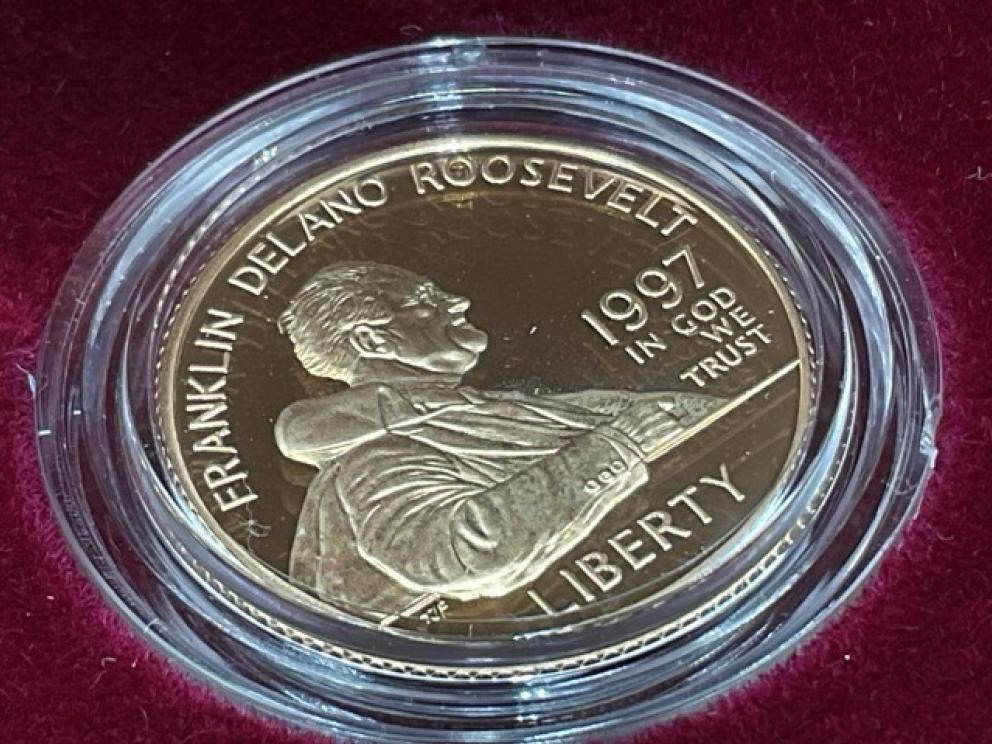 FRANKLIN DELANO ROOSEVELT
1997
IN GOD
WE
TRUST
LIBERTY